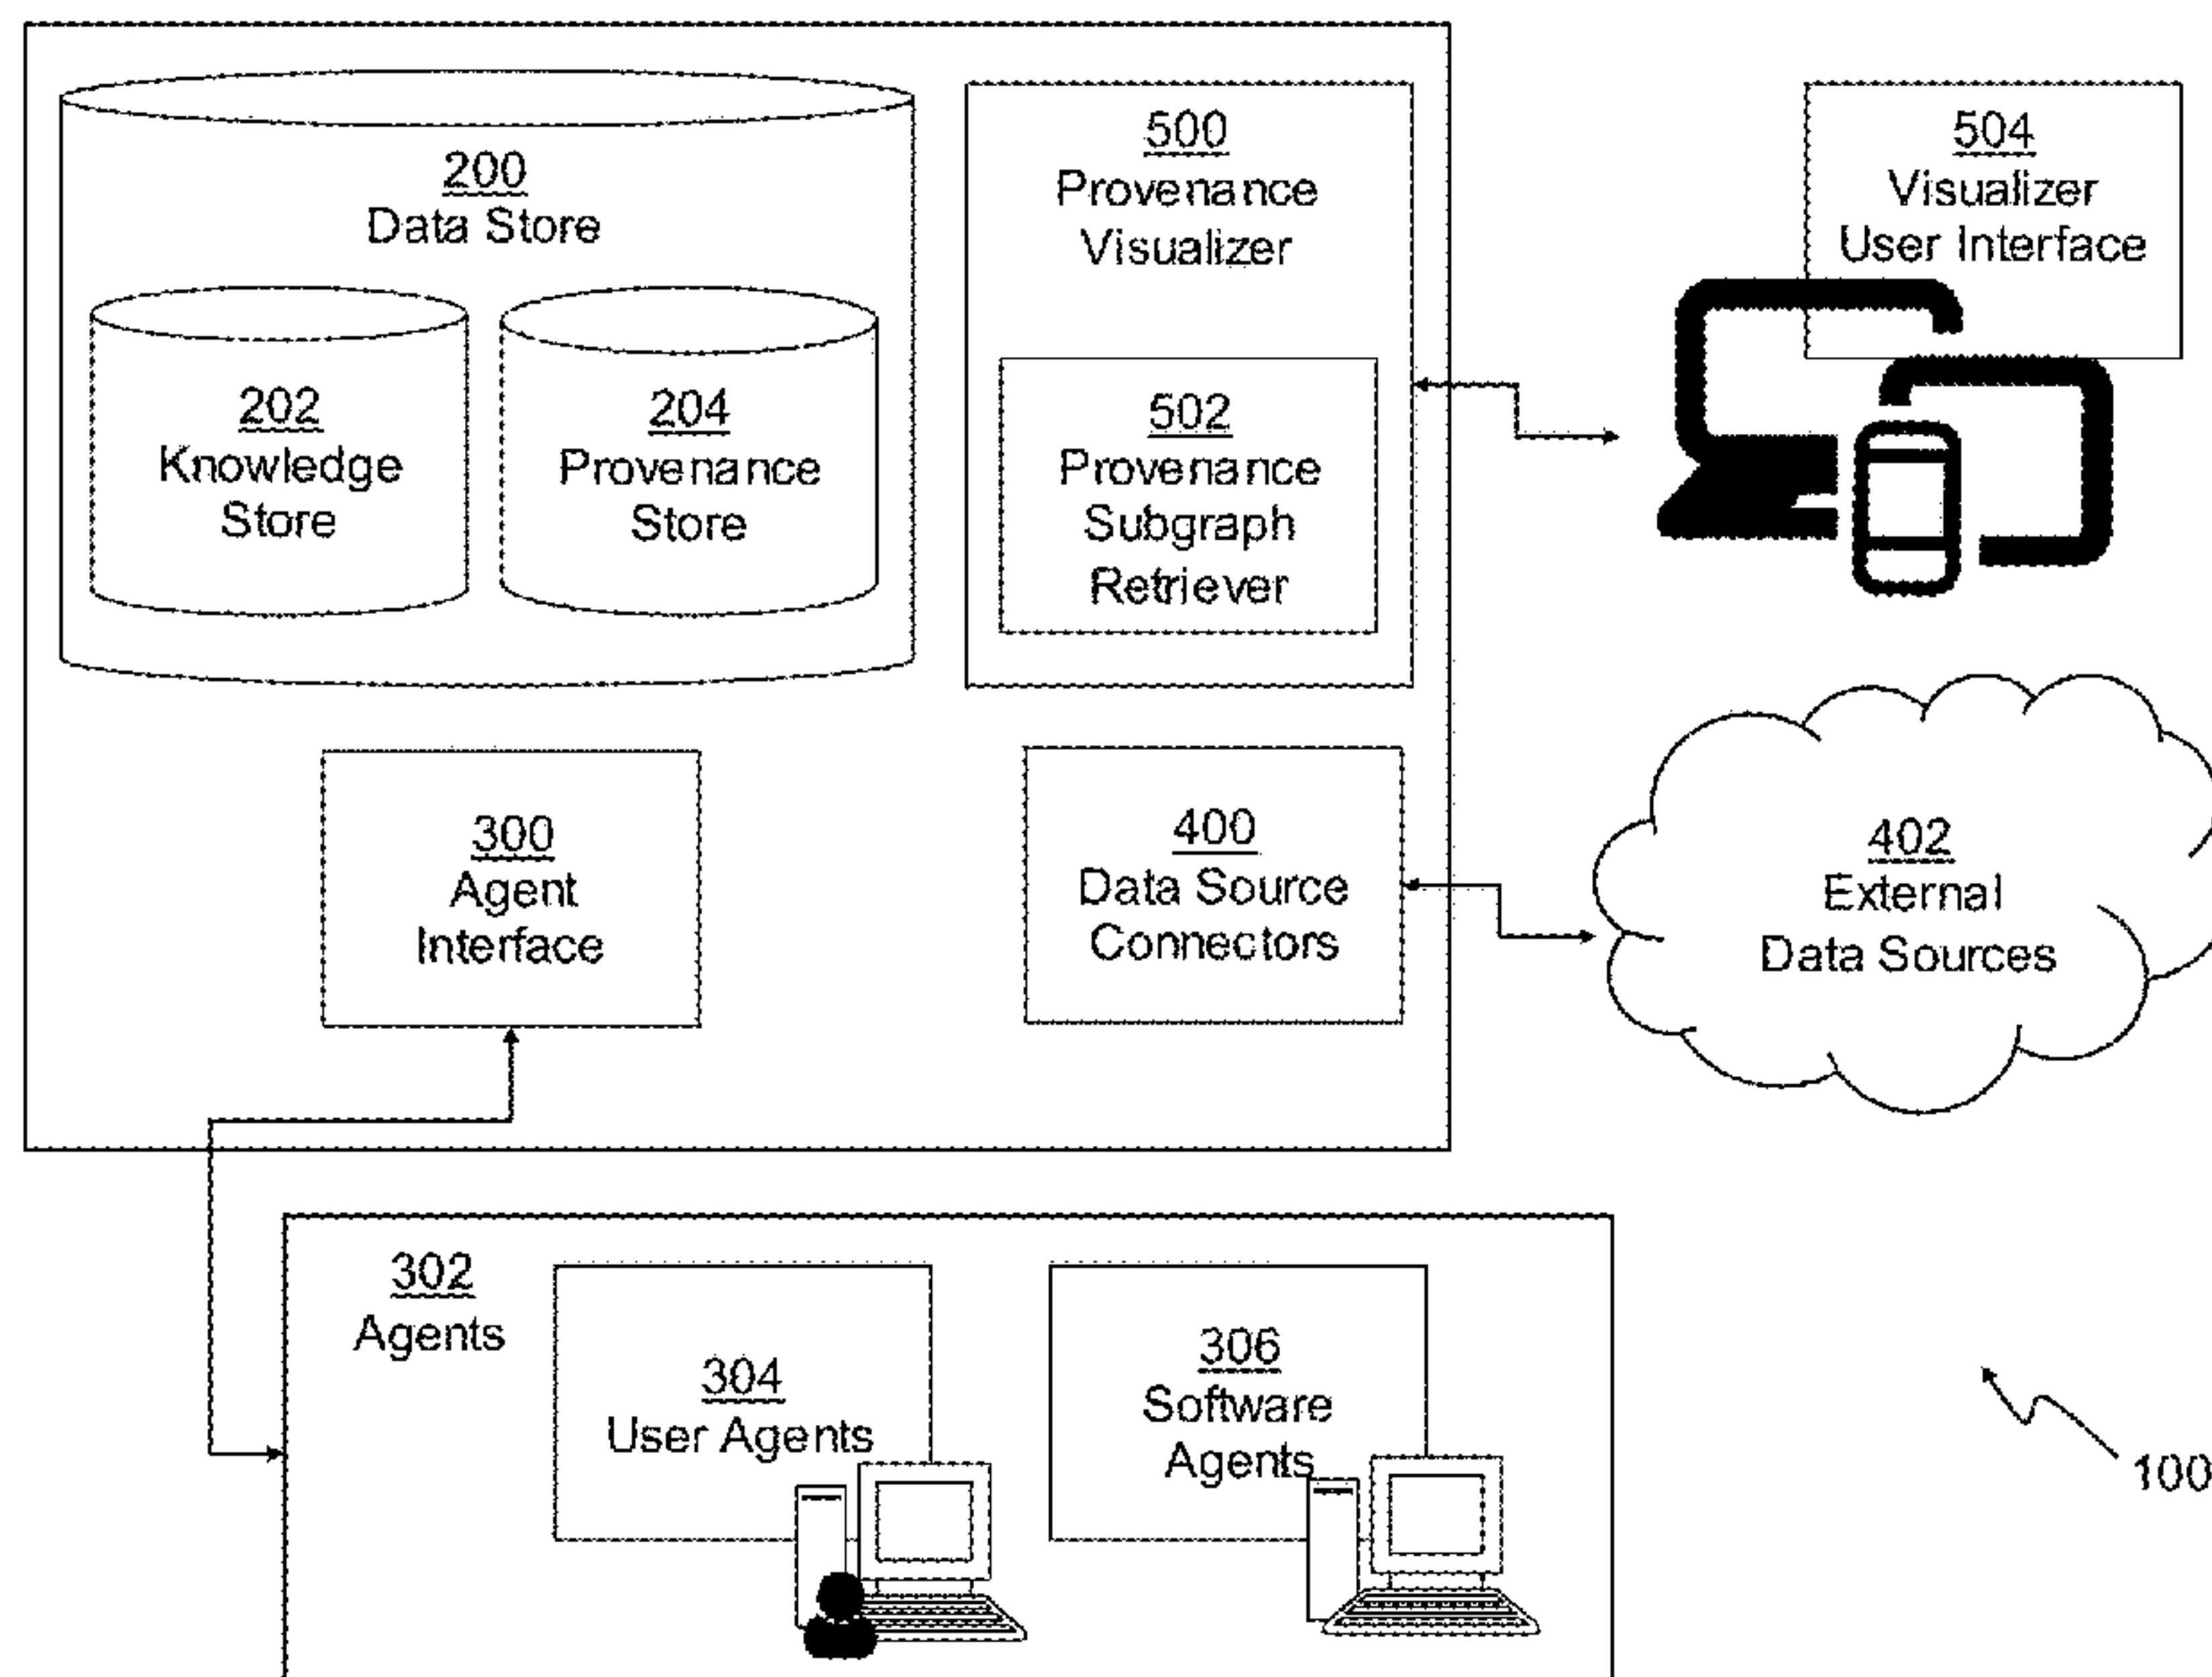 200
Data Store
202
Knowledge
Store
204
Provenance
Store
500
Provenance
Visualizer
502
Provenance
Subgraph
Retriever
504
Visualizer
User Interface
300
Agent
Interface
400
Data Source
Connectors
402
External
Data Sources
302
Agents
304
User Agents
306
Software
Agents
100